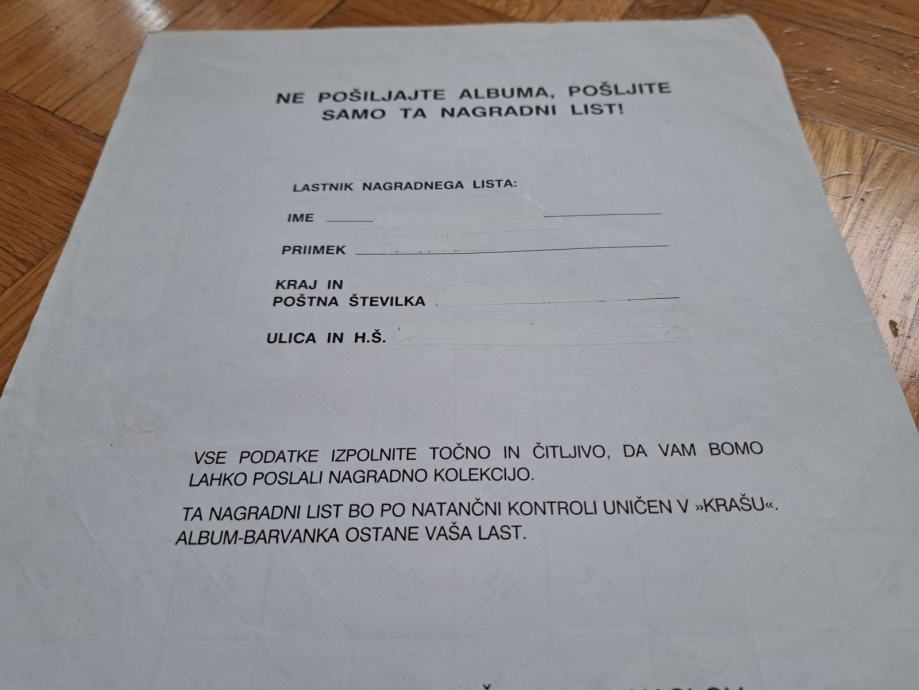 NE POŠILJAJTE ALBUMA, POŠLJITE
SAMO TA NAGRADNI LIST!
LASTNIK NAGRADNEGA LISTA:
IME
PRIIMEK
KRAJ IN
POŠTNA ŠTEVILKA
ULICA IN H.Š.
VSE PODATKE IZPOLNITE TOČNO IN ČITLJIVO, DA VAM BOMO
LAHKO POSLALI NAGRADNO KOLEKCIJO.
TA NAGRADNI LIST BO PO NATANČNI KONTROLI UNIČEN V »KRAŠU«.
ALBUM-BARVANKA OSTANE VAŠA LAST.